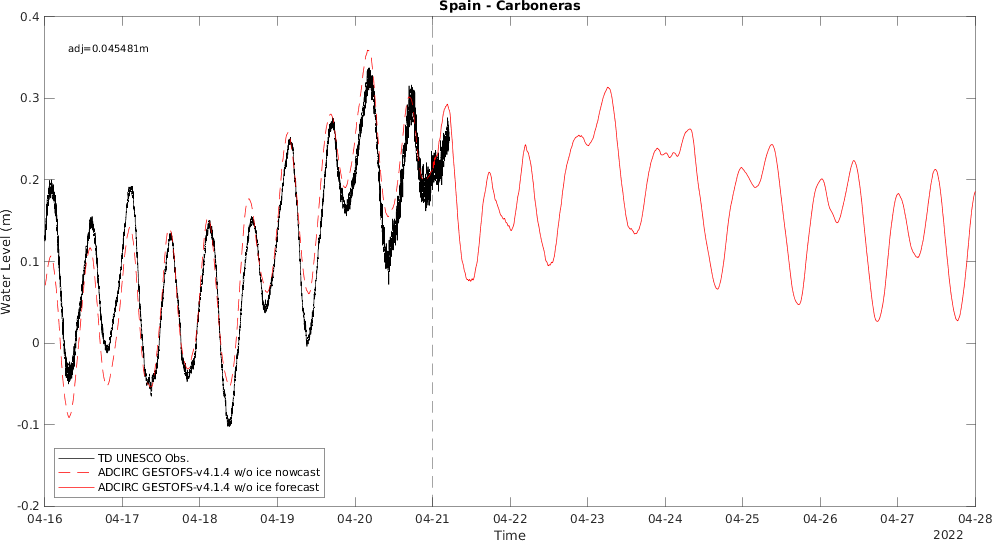 Spain - Carboneras
adj=0.045481m
0.4
0.3
0.2
0.1
0
-0.1
-0.2
Water Level (m)
TD UNESCO Obs.
ADCIRC GESTOFS-v4.1.4 w/o ice nowcast
ADCIRC GESTOFS-v4.1.4 w/o ice forecast
04-16 04-17 04-18 04-19 04-20 04-21 04-22 04-23 04-24 04-25 04-26 04-27 04-28
Time
2022